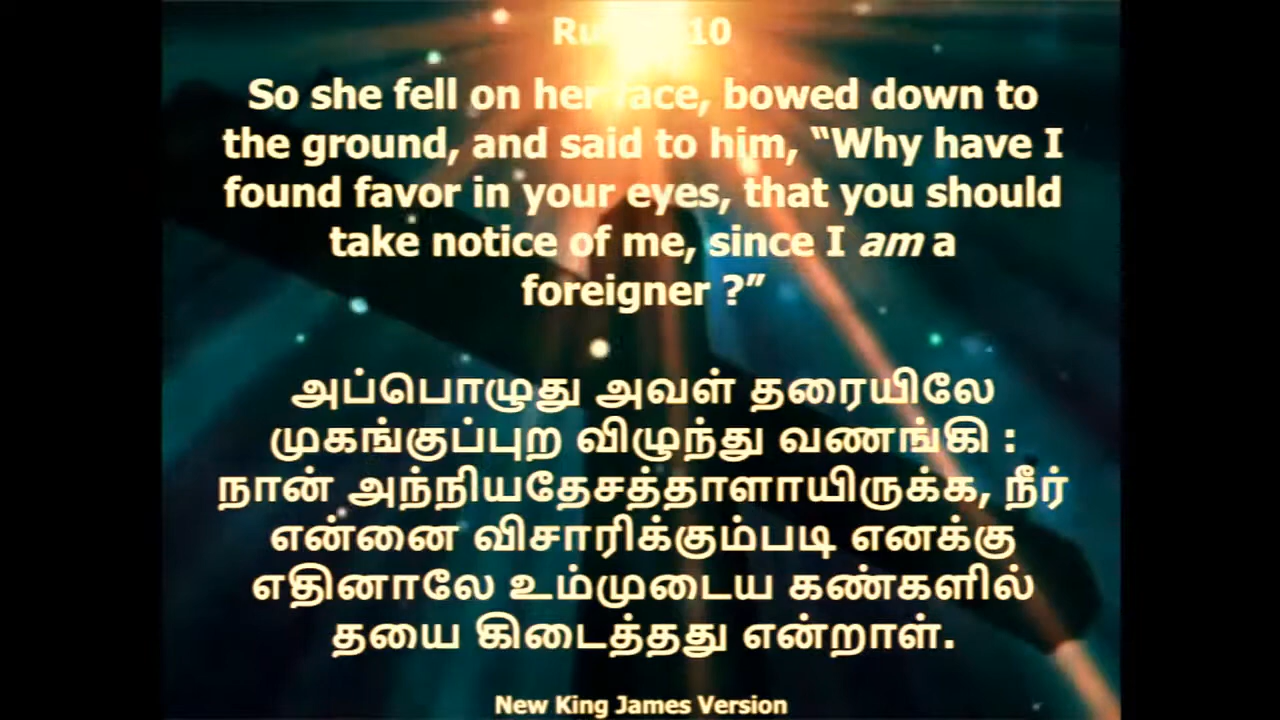 10
So she fell on her face, bowed down to
the ground, and said to him, “Why have I
found favor in your eyes, that you should
take notice of me, since I am a
foreigner ?”
அப்பொழுது அவள் தரையிலே
முகங்குப்புற விழுந்து வணங்கி :
நான் அந்நியதேசத்தாளாயிருக்க, நீர்
என்னை விசாரிக்கும்படி எனக்கு
எதினாலே உம்முடைய கண்களில்
தயை கிடைத்தது என்றாள்.
New King James Version